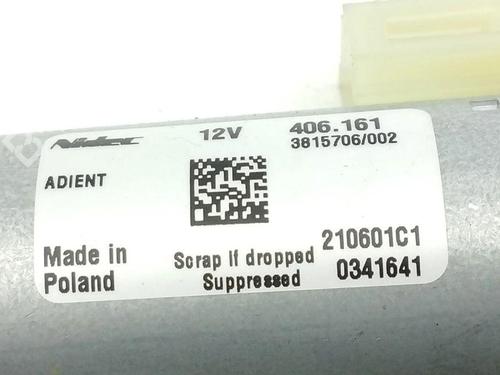 Nidec 12V 406.161
3815706/002
ADIENT
Made in Poland
Scrap if dropped
Suppressed
210601C1
0341641